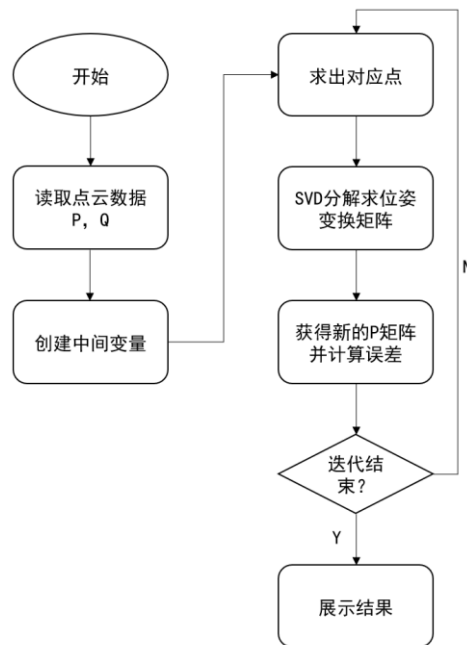 开始
读取点云数据
P，Q
创建中间变量
求出对应点
SVD分解求位姿
变换矩阵
获得新的P矩阵
并计算误差
迭代结
束?
Y
展示结果